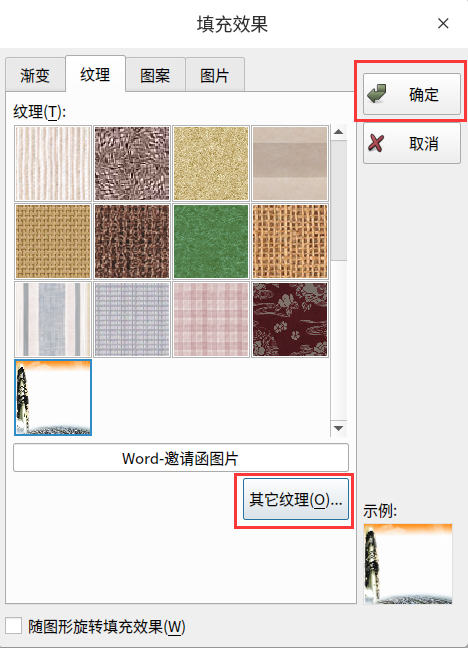 填充效果
渐变 纹理 图案 图片
纹理(T):
确定
取消
Word-邀请函图片
其它纹理(O)...
示例:
随图形旋转填充效果(W)